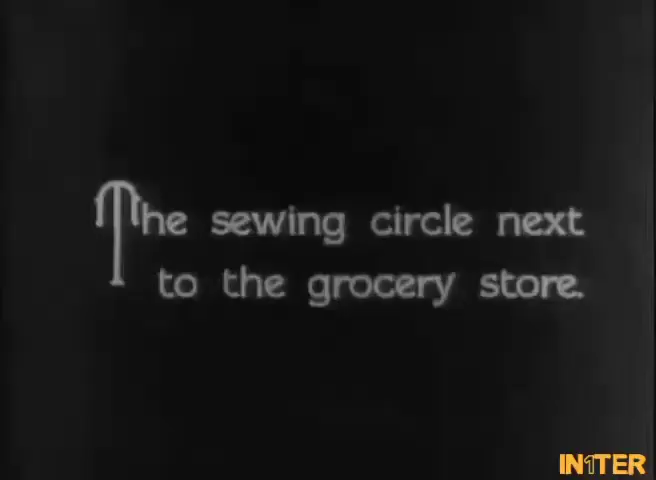 The sewing circle next
to the grocery store.
IN1TER